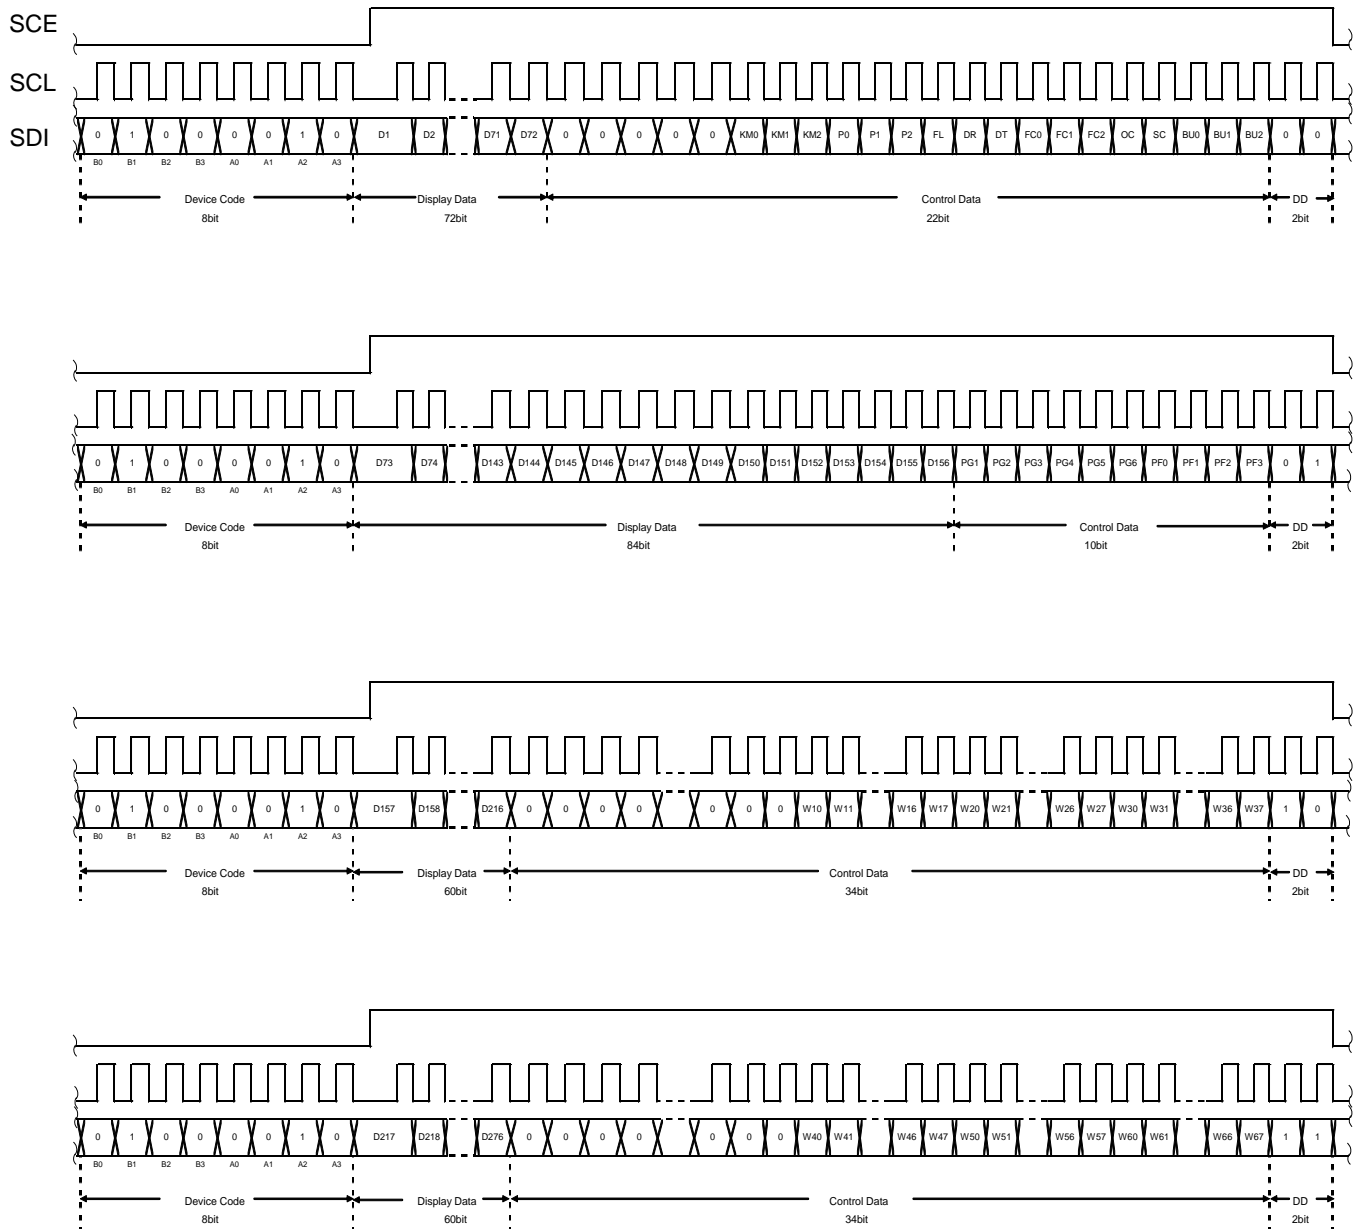 SCE
SCL
SDI
0 1 0 0 0 0 1 0 D1 D2 D71 D72 0 0 0 0 0 KM0 KM1 KM2 P0 P1 P2 FL DR DT FC0 FC1 FC2 OC SC BU0 BU1 BU2 0 0
B0 B1 B2 B3 A0 A1 A2 A3
Device Code Display Data Control Data DD
8bit 72bit 22bit 2bit
0 1 0 0 0 0 1 0 D73 D74 D143 D144 D145 D146 D147 D148 D149 D150 D151 D152 D153 D154 D155 D156 PG1 PG2 PG3 PG4 PG5 PG6 PF0 PF1 PF2 PF3 0 1
B0 B1 B2 B3 A0 A1 A2 A3
Device Code Display Data Control Data DD
8bit 84bit 10bit 2bit
0 1 0 0 0 0 1 0 D157 D158 D216 0 0 0 0 0 0 0 W10 W11 W16 W17 W20 W21 W26 W27 W30 W31 W36 W37 1 0
B0 B1 B2 B3 A0 A1 A2 A3
Device Code Display Data Control Data DD
8bit 60bit 34bit 2bit
0 1 0 0 0 0 1 0 D217 D218 D276 0 0 0 0 0 0 0 W40 W41 W46 W47 W50 W51 W56 W57 W60 W61 W66 W67 1 1
B0 B1 B2 B3 A0 A1 A2 A3
Device Code Display Data Control Data DD
8bit 60bit 34bit 2bit